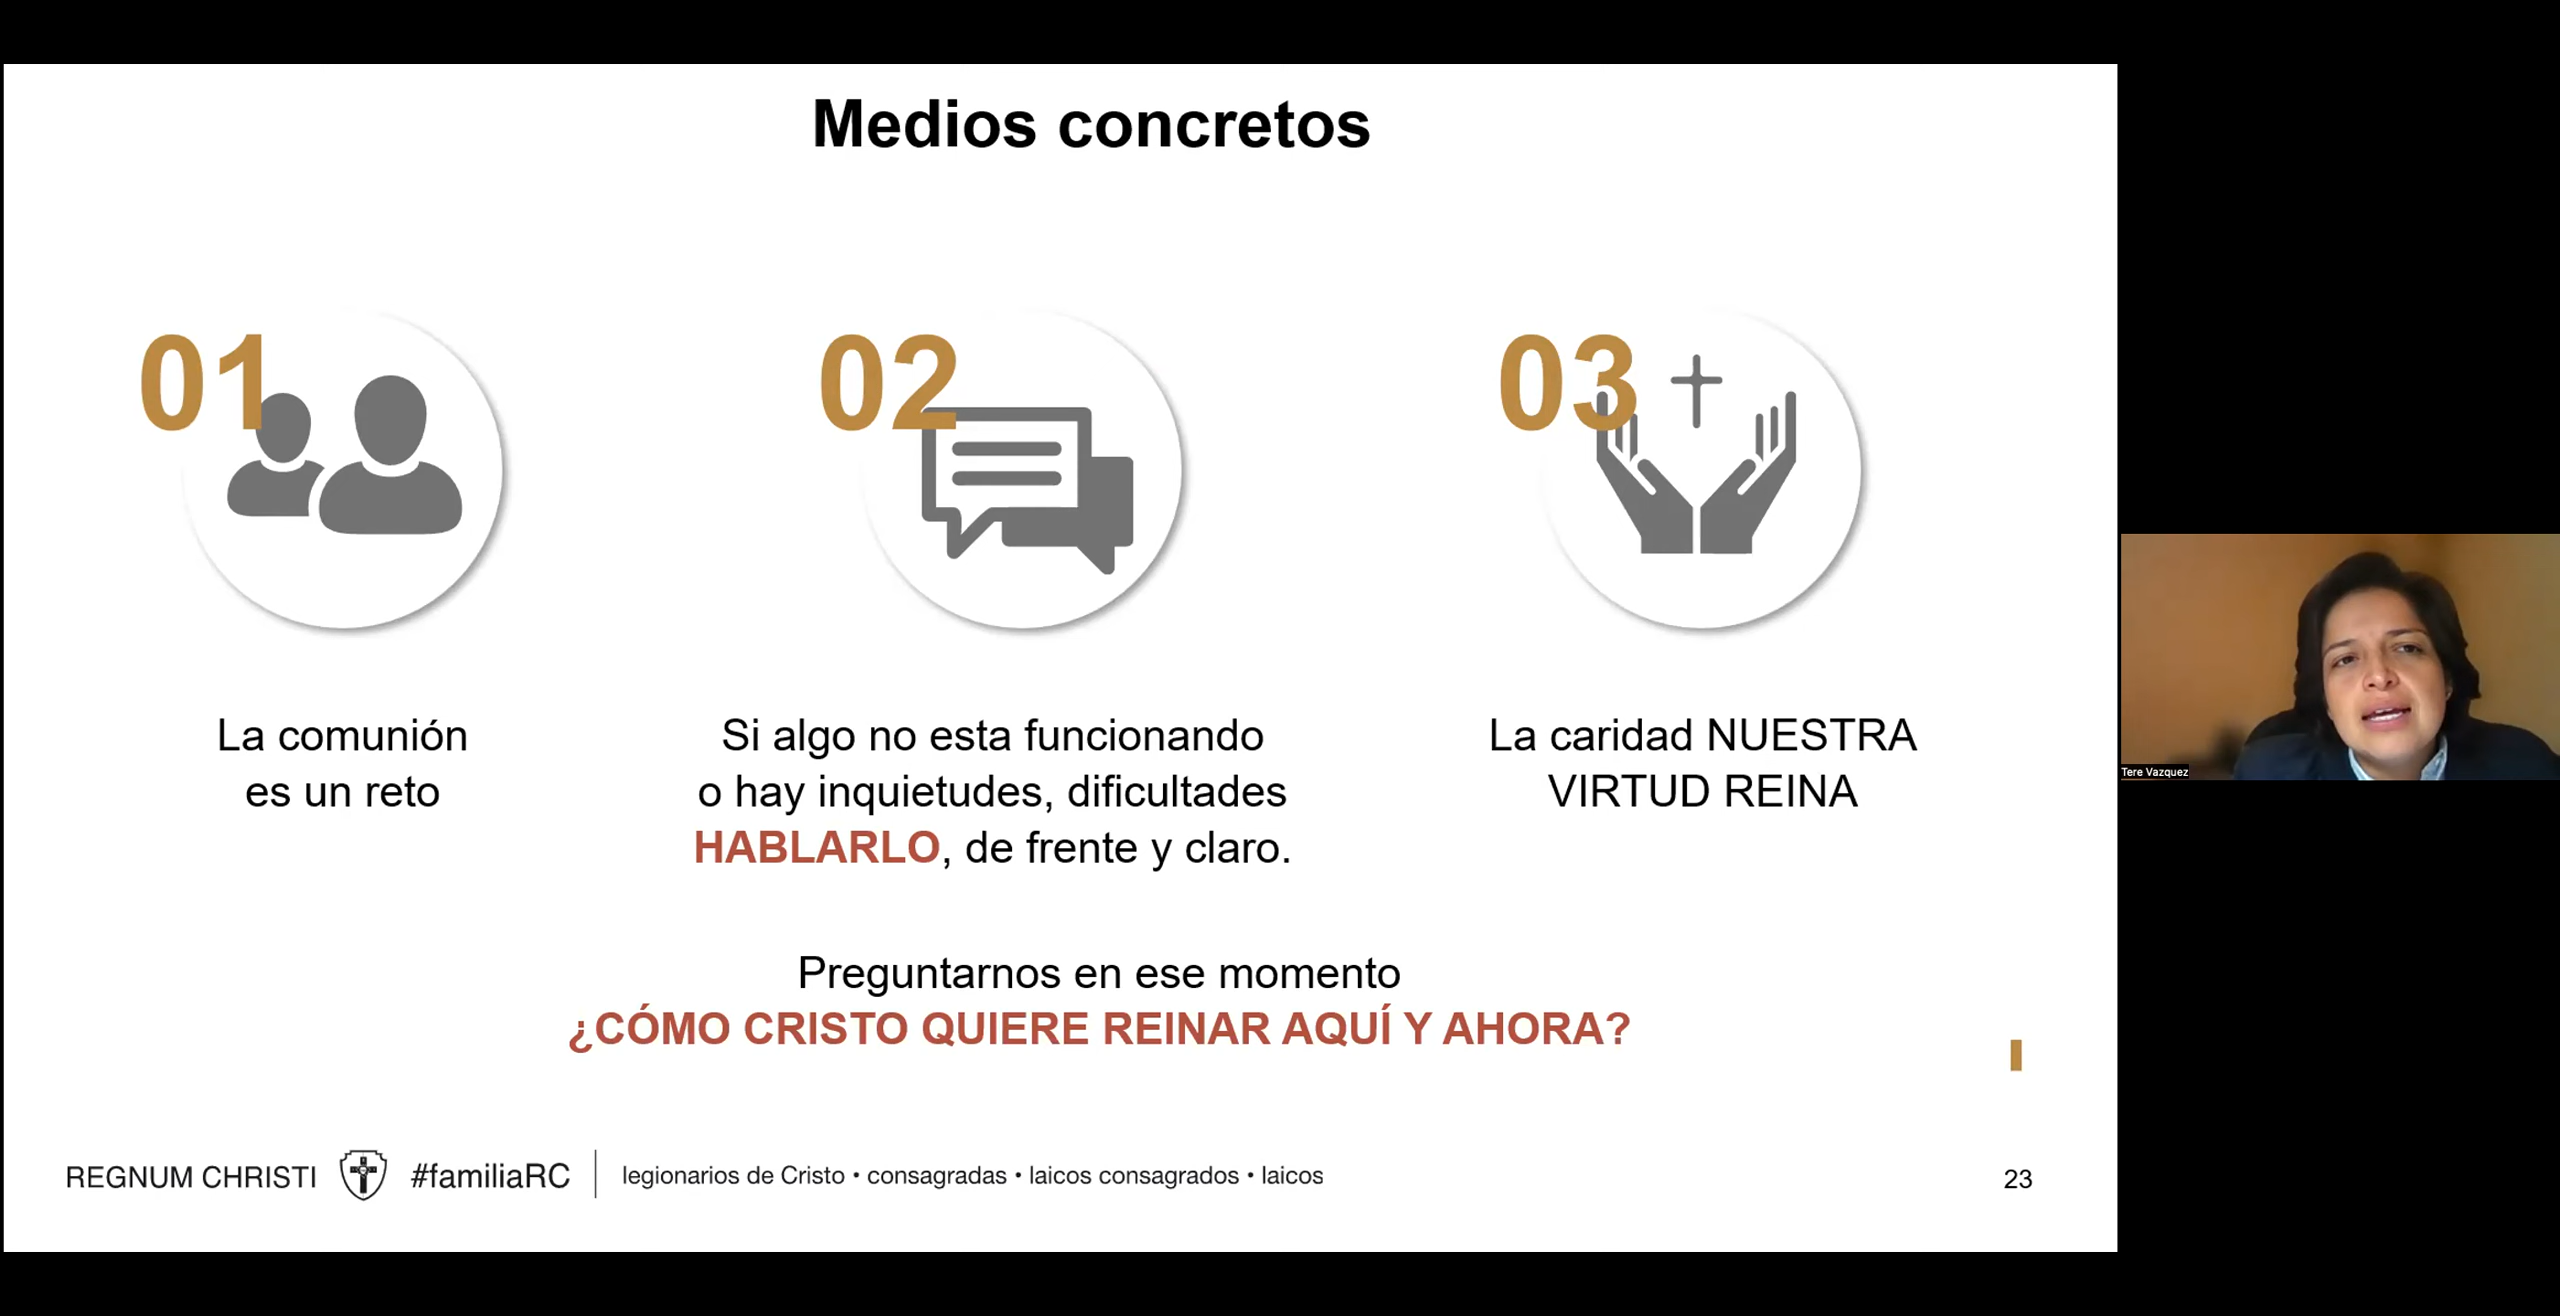 Medios concretos
01
02
03
La comunión
es un reto
Si algo no esta funcionando
o hay inquietudes, dificultades
HABLARLO, de frente y claro.
La caridad NUESTRA
VIRTUD REINA
Preguntarnos en ese momento
¿CÓMO CRISTO QUIERE REINAR AQUÍ Y AHORA?
REGNUM CHRISTI #familiaRC legionarios de Cristo • consagradas • laicos consagrados • laicos
23
Tere Vazquez